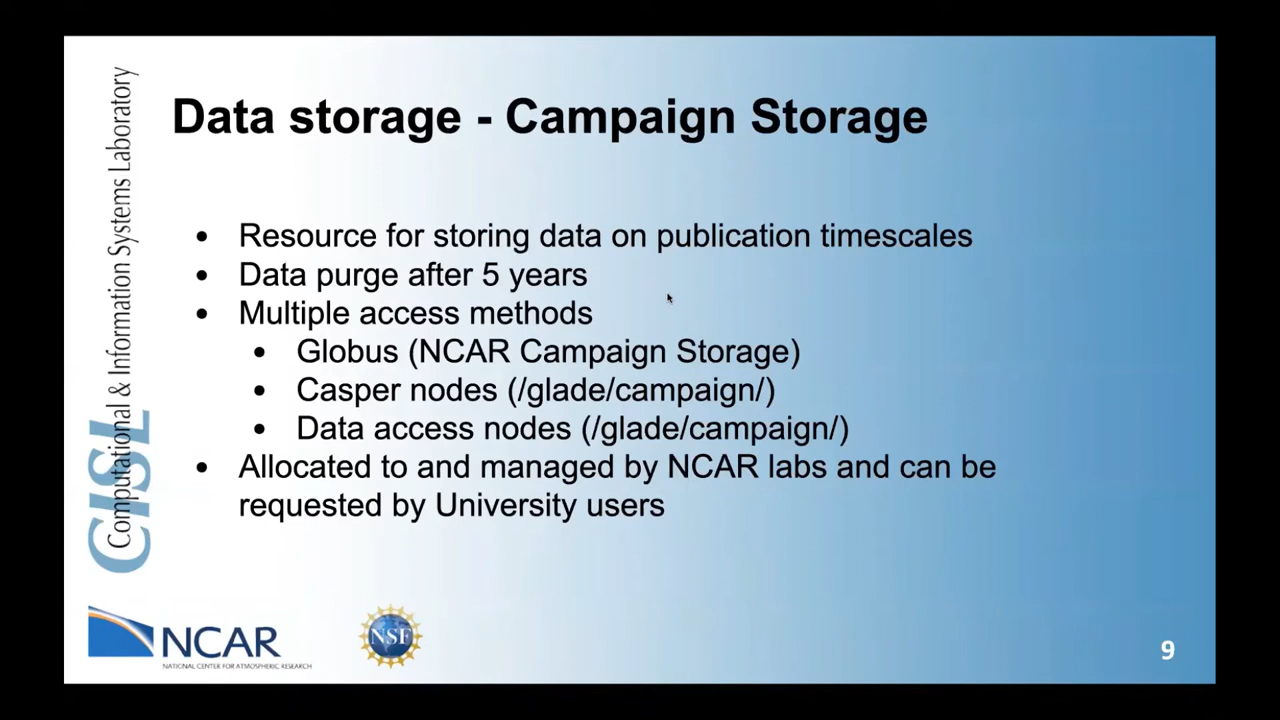 Data storage - Campaign Storage
• Resource for storing data on publication timescales
• Data purge after 5 years
• Multiple access methods
• Globus (NCAR Campaign Storage)
• Casper nodes (/glade/campaign/)
• Data access nodes (/glade/campaign/)
• Allocated to and managed by NCAR labs and can be
requested by University users
CISL
Computational & Information Systems Laboratory
NCAR
NATIONAL CENTER FOR ATMOSPHERIC RESEARCH
NSF
9